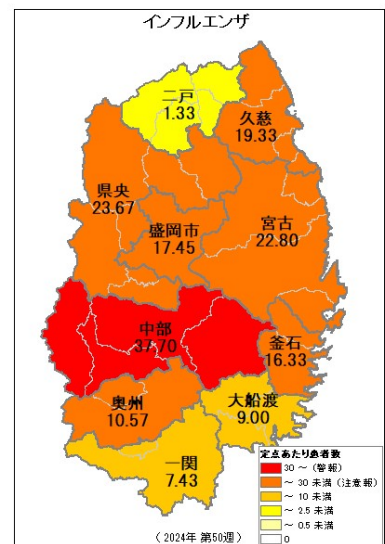 インフルエンザ
二戸
1.33
久慈
19.33
県央
23.67
盛岡市
17.45
宮古
22.80
中部
37.70
釜石
16.33
奥州
10.57
大船渡
9.00
一関
7.43
定点あたり患者数
30 ～ (警報)
～ 30 未満 (注意報)
～ 10 未満
～ 2.5 未満
～ 0.5 未満
0
(2024年 第50週)